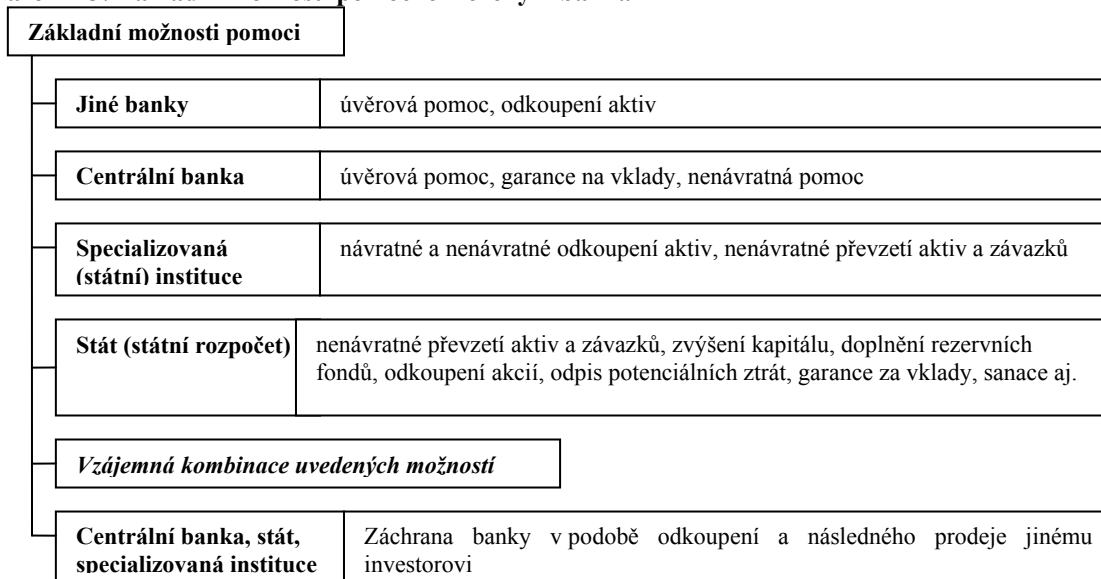 Základní možnosti pomoci
Jiné banky úvěrová pomoc, odkoupení aktiv
Centrální banka úvěrová pomoc, garance na vklady, nenávratná pomoc
Specializovaná návratné a nenávratné odkoupení aktiv, nenávratné převzetí aktiv a závazků
(státní) instituce
Stát (státní rozpočet) nenávratné převzetí aktiv a závazků, zvýšení kapitálu, doplnění rezervních
fondů, odkoupení akcií, odpis potenciálních ztrát, garance za vklady, sanace aj.
Vzájemná kombinace uvedených možností
Centrální banka, stát, Záchrana banky v podobě odkoupení a následného prodeje jinému
specializovaná instituce investorovi